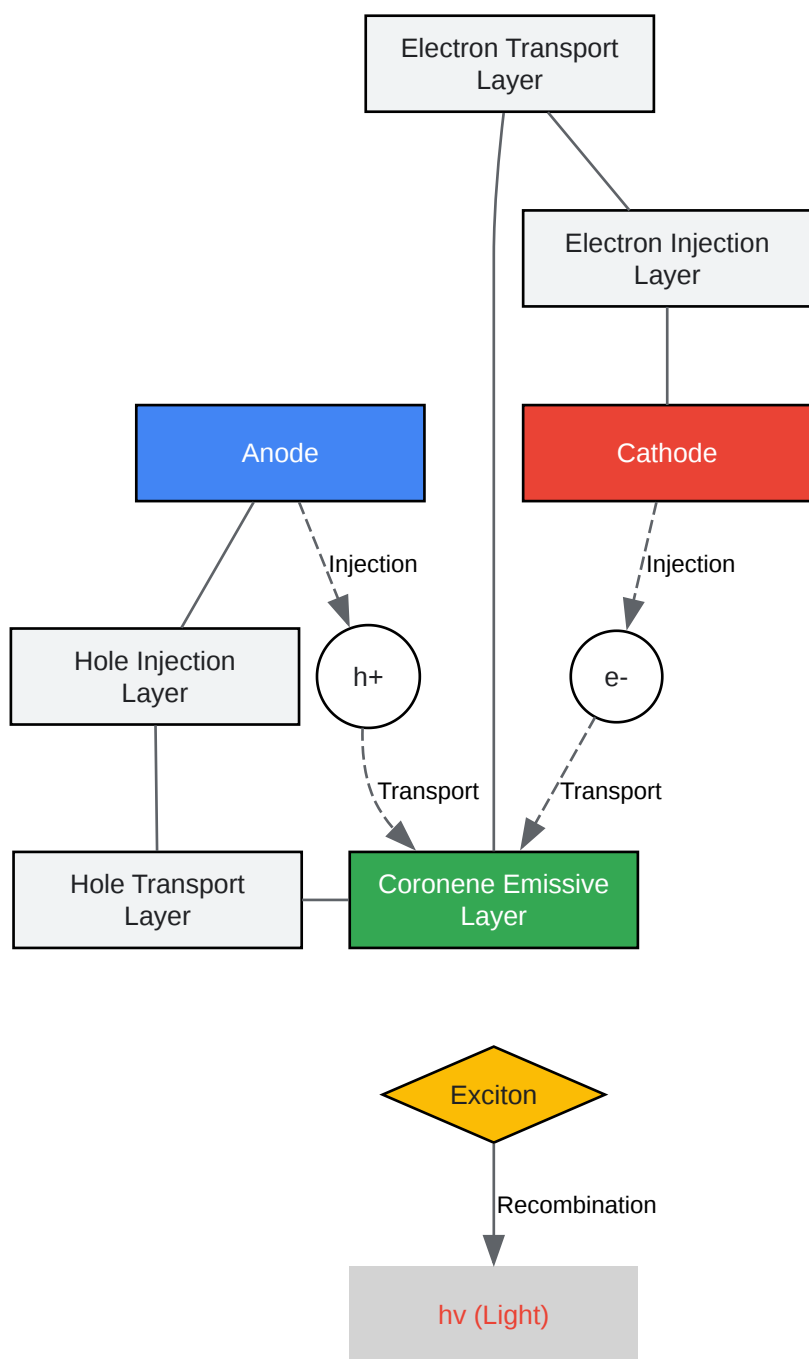 Electron Transport
Layer
Electron Injection
Layer
Anode
Cathode
Injection
Injection
Hole Injection
Layer
h+
e-
Transport
Transport
Hole Transport
Layer
Coronene Emissive
Layer
Exciton
Recombination
hv (Light)